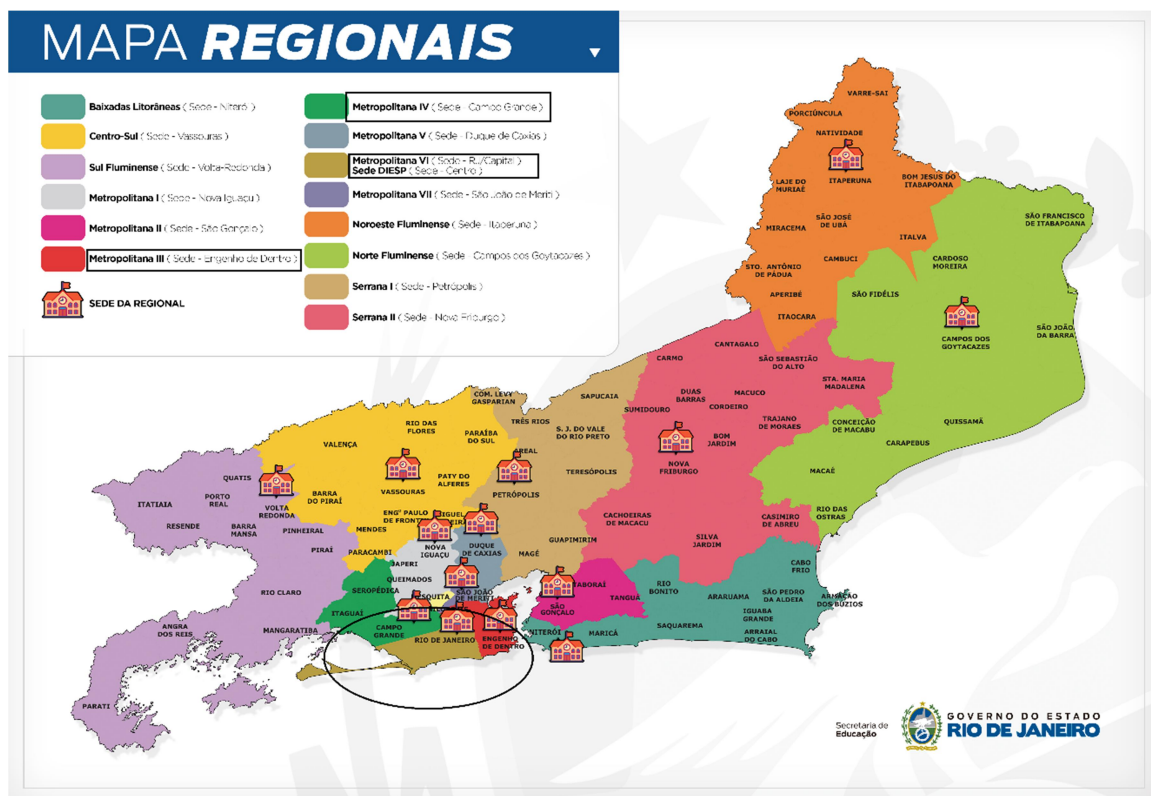 MAPA REGIONAIS
Baixadas Litorâneas ( Sede - Niterói )
Centro-Sul ( Sede - Vassouras )
Sul Fluminense ( Sede - Volta-Redonda )
Metropolitana I ( Sede - Nova Iguaçu )
Metropolitana II ( Sede - São Gonçalo )
Metropolitana III ( Sede - Engenho de Dentro )
SEDE DA REGIONAL
Metropolitana IV ( Sede - Campo Grande )
Metropolitana V ( Sede - Duque de Caxias )
Metropolitana VI ( Sede - RJ/Capital )
Sede DIESP ( Sede - Centro )
Metropolitana VII ( Sede - São João de Meriti )
Noroeste Fluminense ( Sede - Itaperuna )
Norte Fluminense ( Sede - Campos dos Goytacazes )
Serrana I ( Sede - Petrópolis )
Serrana II ( Sede - Nova Friburgo )
VARRE-SAI
PORCIÚNCULA
NATIVIDADE
ITAPERUNA
BOM JESUS DO
ITABAPOANA
LAJE DO
MURIAÉ
SÃO JOSÉ
DE UBÁ
MIRACEMA
ITALVA
SÃO FRANCISCO
DE ITABAPOANA
CAMBUCI
CARDOSO
MOREIRA
STO. ANTÔNIO
DE PÁDUA
APERIBÉ
SÃO FIDÉLIS
ITAOCARA
SÃO JOÃO
DA BARRA
CAMPOS DOS
GOYTACAZES
CANTAGALO
CARMO
SÃO SEBASTIÃO
DO ALTO
STA. MARIA
MADALENA
DUAS
BARRAS
MACUCO
CORDEIRO
SUMIDOURO
TRAJANO
DE MORAES
CONCEIÇÃO
DE MACABU
QUISSAMÃ
CARAPEBUS
BOM
JARDIM
NOVA
FRIBURGO
MACAÉ
COM. LEVY
GASPARIAN
SAPUCAIA
TRÊS RIOS
S. J. DO VALE
DO RIO PRETO
AREAL
TERESÓPOLIS
PETRÓPOLIS
RIO DAS
FLORES
PARAÍBA
DO SUL
VALENÇA
PATY DO
ALFERES
VASSOURAS
BARRA
DO PIRAÍ
ENGº PAULO
DE FRONT
MENDES
PARACAMBI
QUATIS
ITATIAIA
PORTO
REAL
VOLTA
REDONDA
RESENDE
BARRA
MANSA
PINHEIRAL
PIRAÍ
RIO CLARO
ANGRA
DOS REIS
MANGARATIBA
PARATI
NOVA
IGUAÇU
JAPERI
QUEIMADOS
DUQUE
DE CAXIAS
MAGÉ
GUAPIMIRIM
CACHOEIRAS
DE MACACU
CASIMIRO
DE ABREU
RIO DAS
OSTRAS
SILVA
JARDIM
SEROPÉDICA
ITAGUAÍ
CAMPO
GRANDE
RIO DE JANEIRO
ENGENHO
DE DENTRO
SÃO JOÃO
DE MERITI
SÃO
GONÇALO
TANGUÁ
RIO
BONITO
NITERÓI
MARICÁ
SAQUAREMA
ARARUAMA
CABO
FRIO
SÃO PEDRO
DA ALDEIA
ARMAÇÃO
DOS BÚZIOS
IGUABA
GRANDE
ARRAIAL
DO CABO
Secretaria de
Educação
GOVERNO DO ESTADO
RIO DE JANEIRO